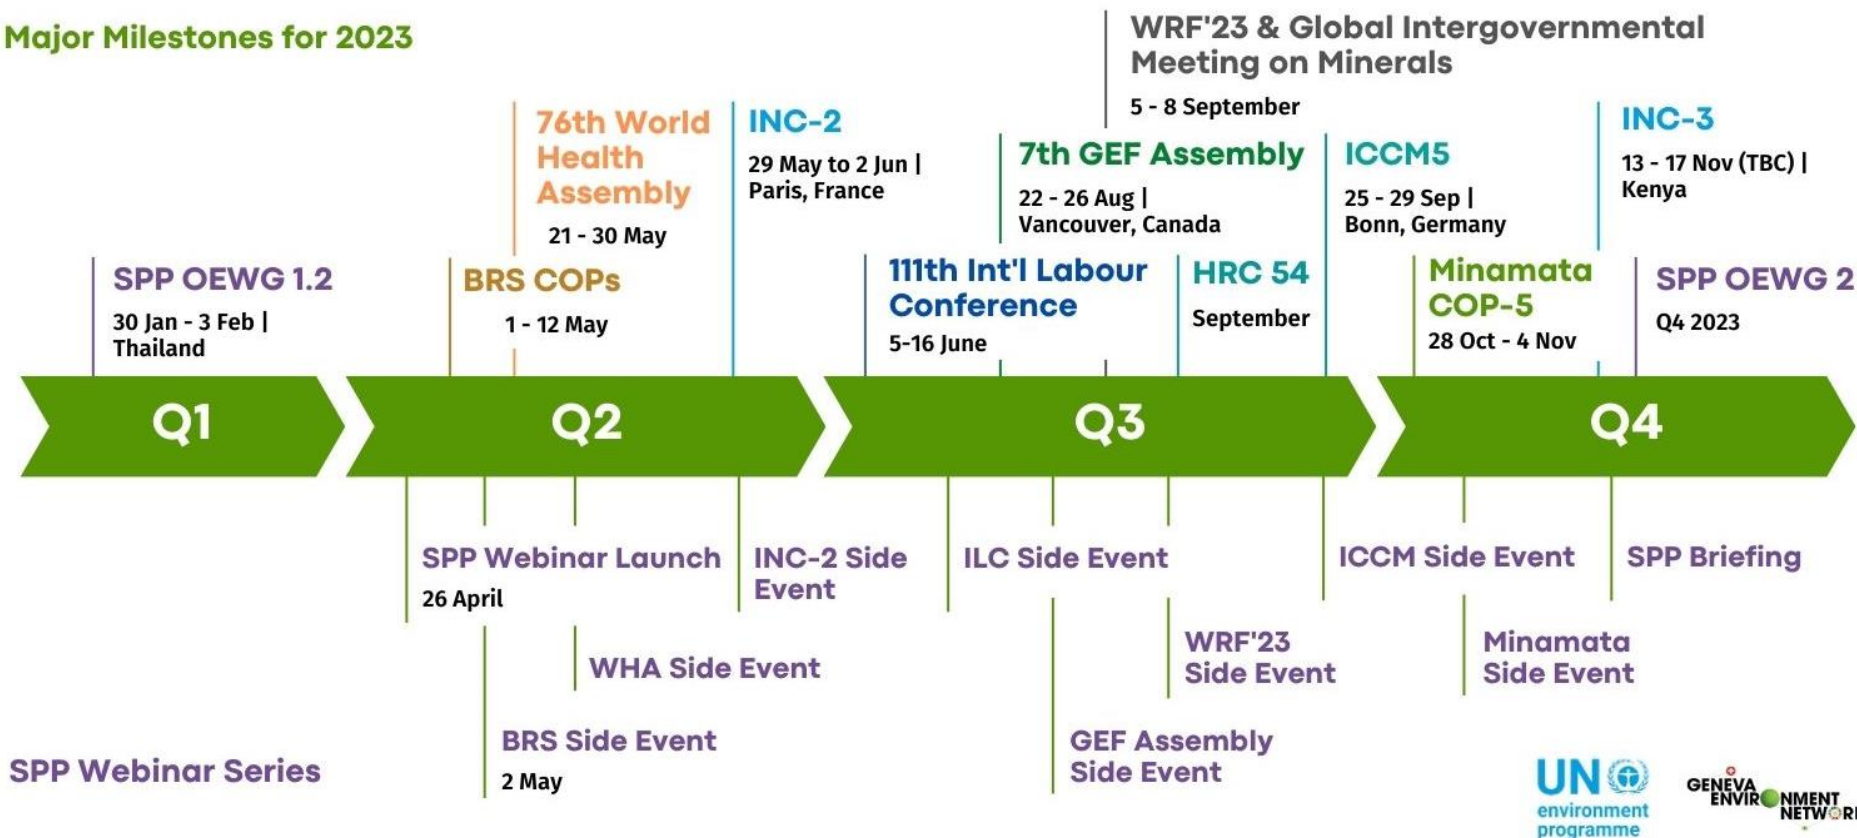 Major Milestones for 2023
WRF'23 & Global Intergovernmental
Meeting on Minerals
5 - 8 September
76th World
Health
Assembly
21 - 30 May
INC-2
29 May to 2 Jun |
Paris, France
7th GEF Assembly
22 - 26 Aug |
Vancouver, Canada
ICCM5
25 - 29 Sep |
Bonn, Germany
INC-3
13 - 17 Nov (TBC) |
Kenya
SPP OEWG 1.2
30 Jan - 3 Feb |
Thailand
BRS COPs
1 - 12 May
111th Int'l Labour
Conference
5-16 June
HRC 54
September
Minamata
COP-5
28 Oct - 4 Nov
SPP OEWG 2
Q4 2023
Q1
Q2
Q3
Q4
SPP Webinar Launch
26 April
INC-2 Side
Event
ILC Side Event
ICCM Side Event
SPP Briefing
WHA Side Event
WRF'23
Side Event
Minamata
Side Event
BRS Side Event
2 May
GEF Assembly
Side Event
SPP Webinar Series
UN
environment
programme
GENEVA
ENVIRONMENT
NETWOR